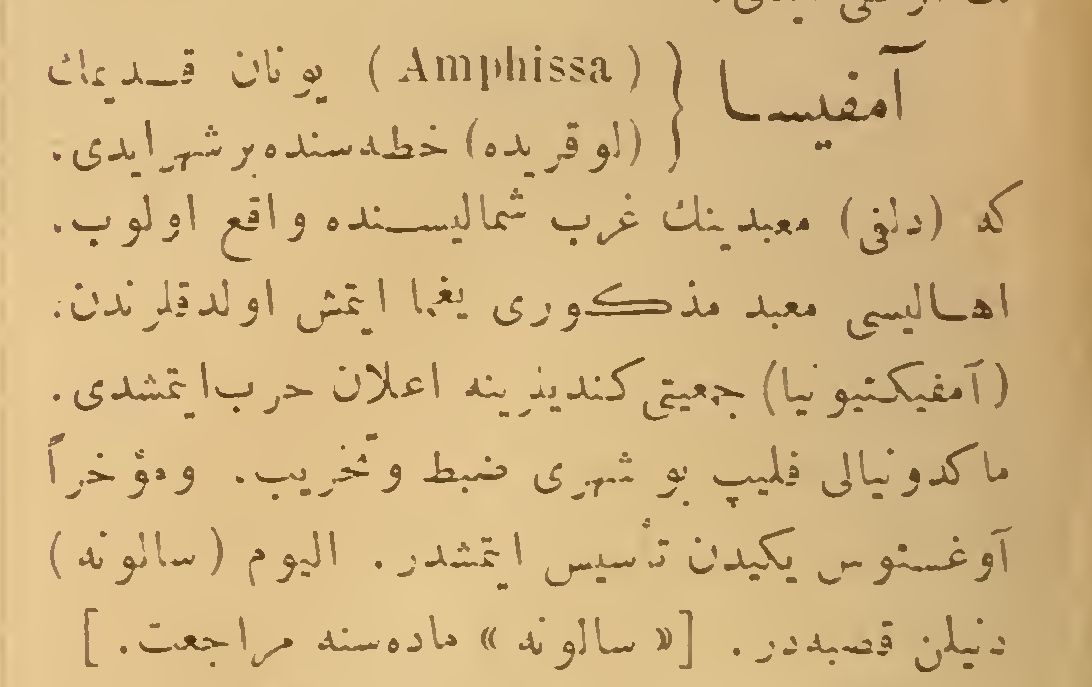 آمفيسا { (Amphissa) يونان قديمك
(لوقريده) خطه‌سنده بر شهر ايدى.
كه (دلفى) معبدينك غرب شماليسنده واقع اولوب.
اهاليسى معبد مذكورى يغما ايتمش اولدقلرندن.
(آمفيكتيونيا) جمعيتى كنديلرينه اعلان حرب ايتمشدى.
ماكدونيالى فليپ بو شهرى ضبط وتخريب. ومؤخراً
آوغستوس يكيدن تأسيس ايتمشدر. اليوم (سالونه)
دنيلن قصبه‌در. [« سالونه » ماده‌سنه مراجعت.]